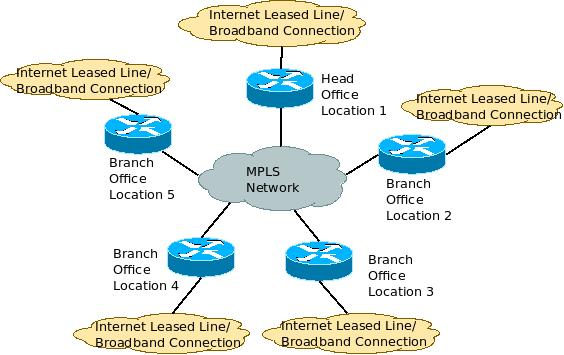 Internet Leased Line/
Broadband Connection
Internet Leased Line/
Broadband Connection
Head
Office
Location 1
Internet Leased Line/
Broadband Connection
Branch
Office
Location 5
MPLS
Network
Branch
Office
Location 2
Branch
Office
Location 4
Branch
Office
Location 3
Internet Leased Line/
Broadband Connection
Internet Leased Line/
Broadband Connection